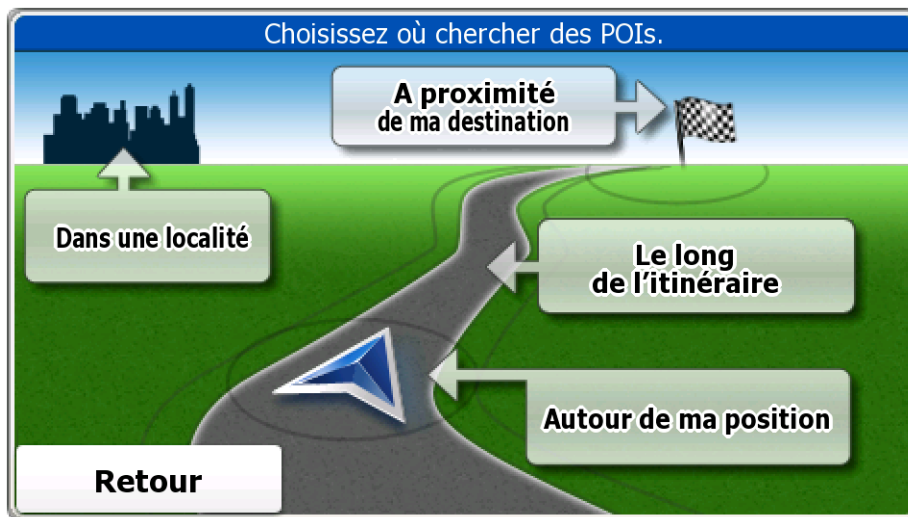 Choisissez où chercher des POIs.
A proximité
de ma destination
Dans une localité
Le long
de l'itinéraire
Autour de ma position
Retour